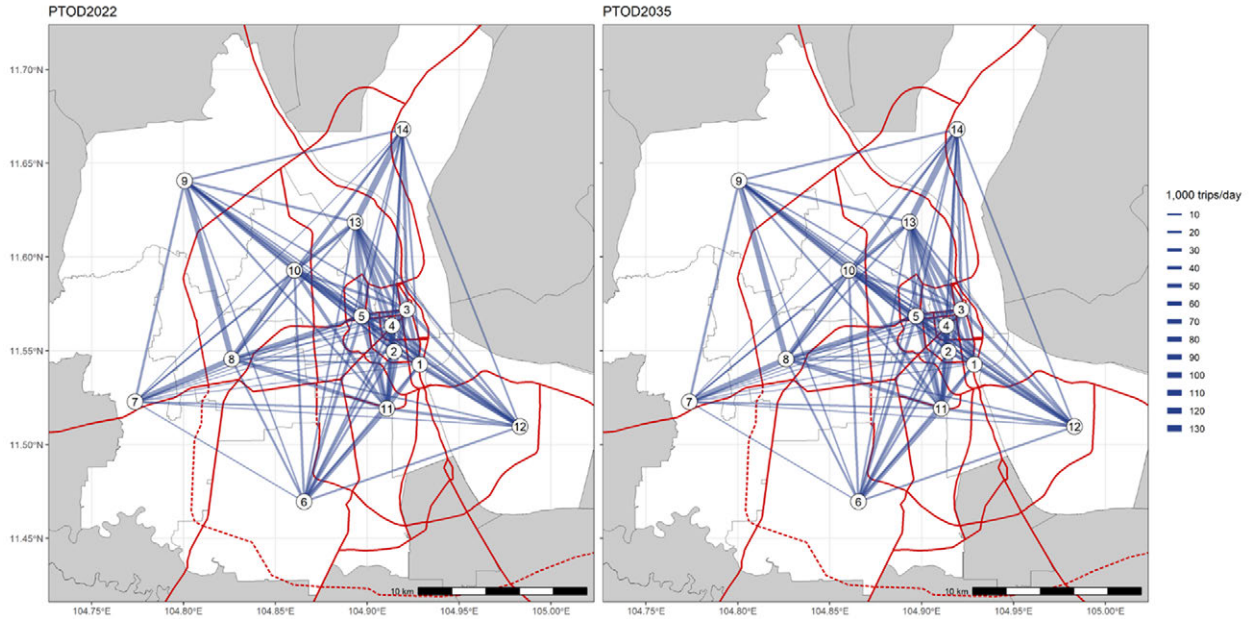 PTOD2022
PTOD2035
11.70°N
11.65°N
11.60°N
11.55°N
11.50°N
11.45°N
14
9
13
10
3
5
4
2
8
1
7
11
12
6
10 km
104.75°E
104.80°E
104.85°E
104.90°E
104.95°E
105.00°E
14
9
13
10
3
5
4
2
8
1
7
11
12
6
10 km
104.75°E
104.80°E
104.85°E
104.90°E
104.95°E
105.00°E
1,000 trips/day
10
20
30
40
50
60
70
80
90
100
110
120
130